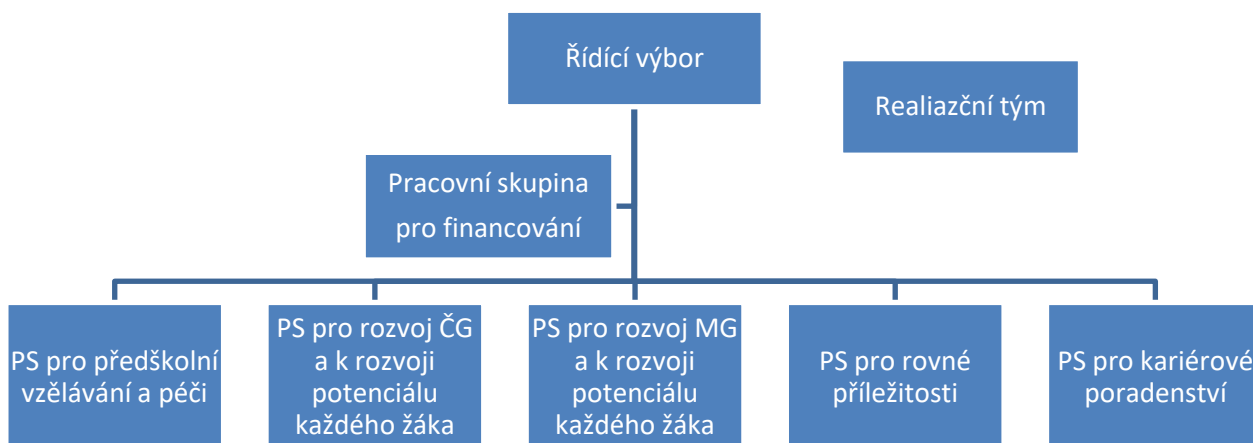 Řídící výbor
Realiazční tým
Pracovní skupina
pro financování
PS pro předškolní
vzělávání a péči
PS pro rozvoj ČG
a k rozvoji
potenciálu
každého žáka
PS pro rozvoj MG
a k rozvoji
potenciálu
každého žáka
PS pro rovné
příležitosti
PS pro kariérové
poradenství